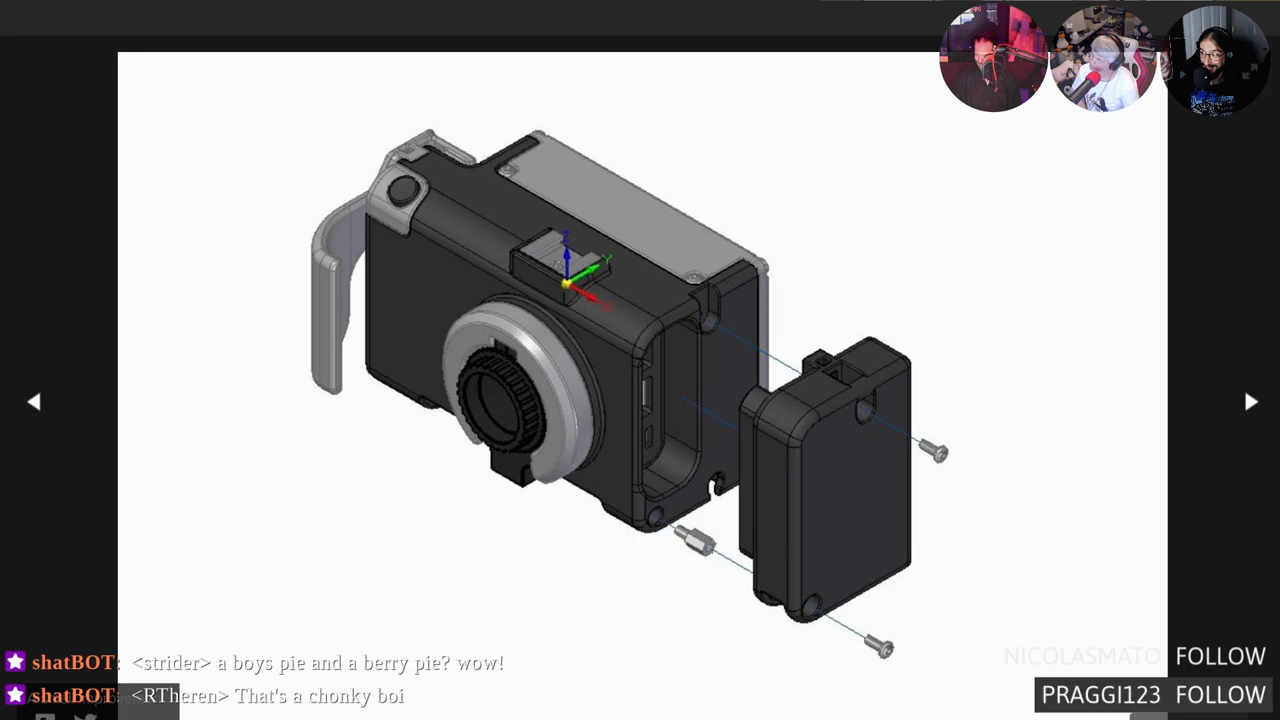 Z
Y
X
shatBOT: <strider> a boys pie and a berry pie? wow!
shatBOT: <RTheren> That's a chonky boi
NICOLASMATO FOLLOW
PRAGGI123 FOLLOW